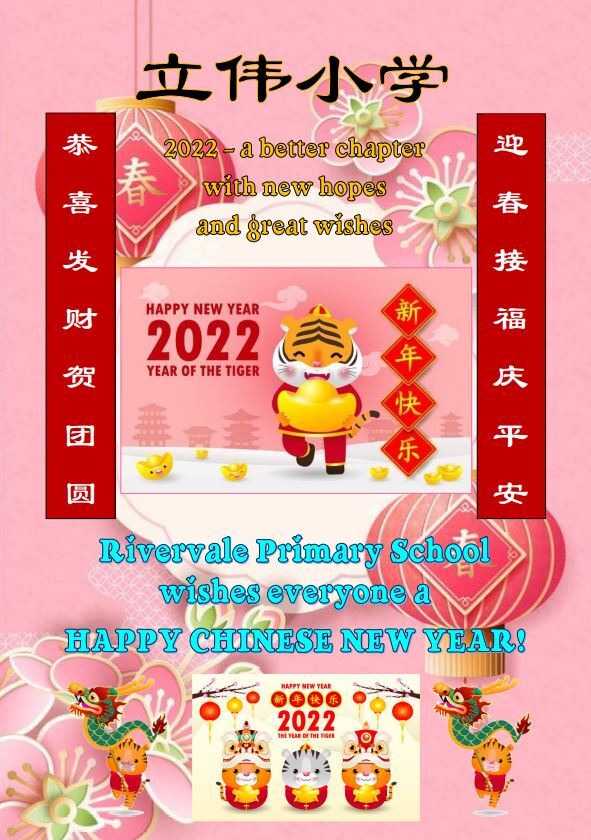 立伟小学
恭喜发财贺团圆
迎春接福庆平安
2022 - a better chapter
with new hopes
and great wishes
春
HAPPY NEW YEAR
2022
YEAR OF THE TIGER
新年快乐
Rivervale Primary School
wishes everyone a
HAPPY CHINESE NEW YEAR!
春
HAPPY NEW YEAR
新年快乐
2022
THE YEAR OF THE TIGER